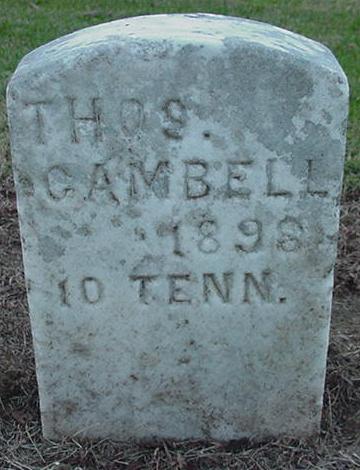 THOS.
CAMBELL
1898
10 TENN.